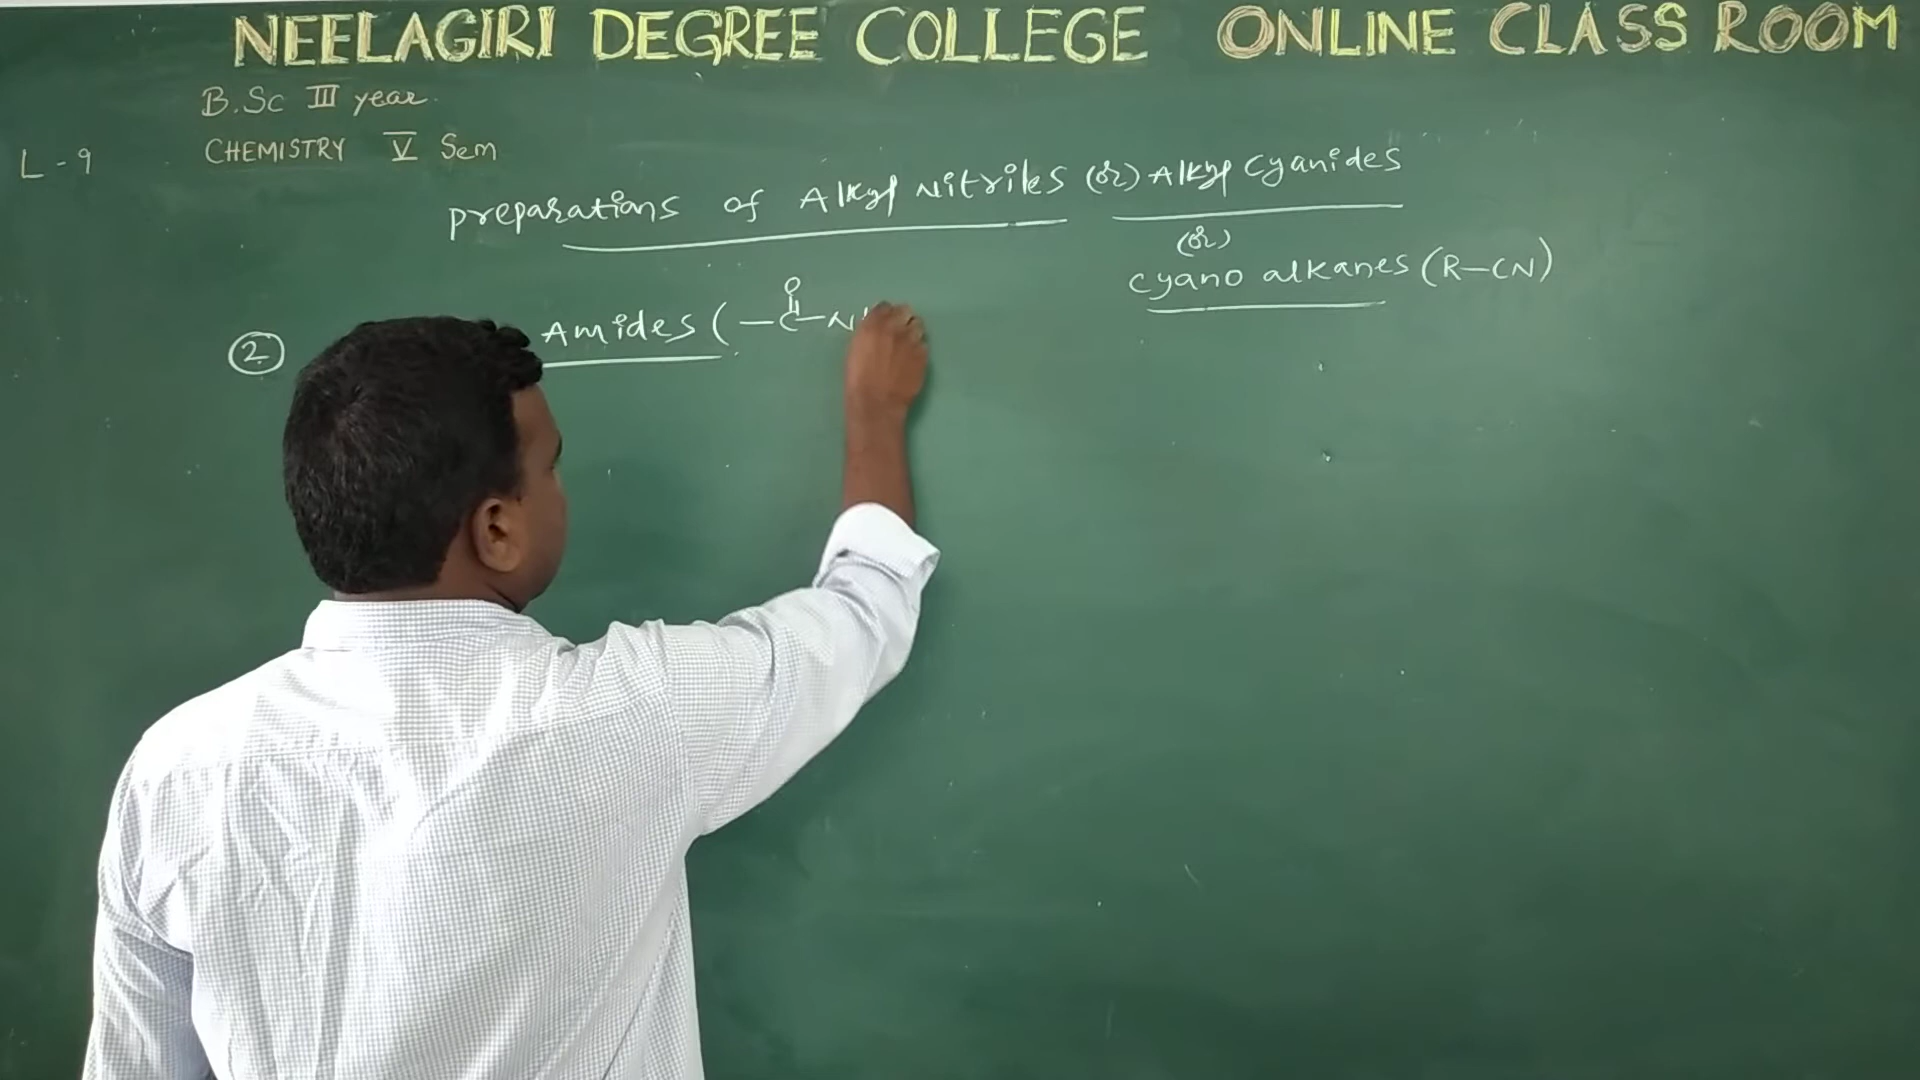 NEELAGIRI DEGREE COLLEGE ONLINE CLASS ROOM
B.Sc III year.
CHEMISTRY V Sem
L-9
preparations of Alkyl Nitriles (or) Alkyl cyanides
(or)
cyano alkanes (R-CN)
② Amides (-C-N
O